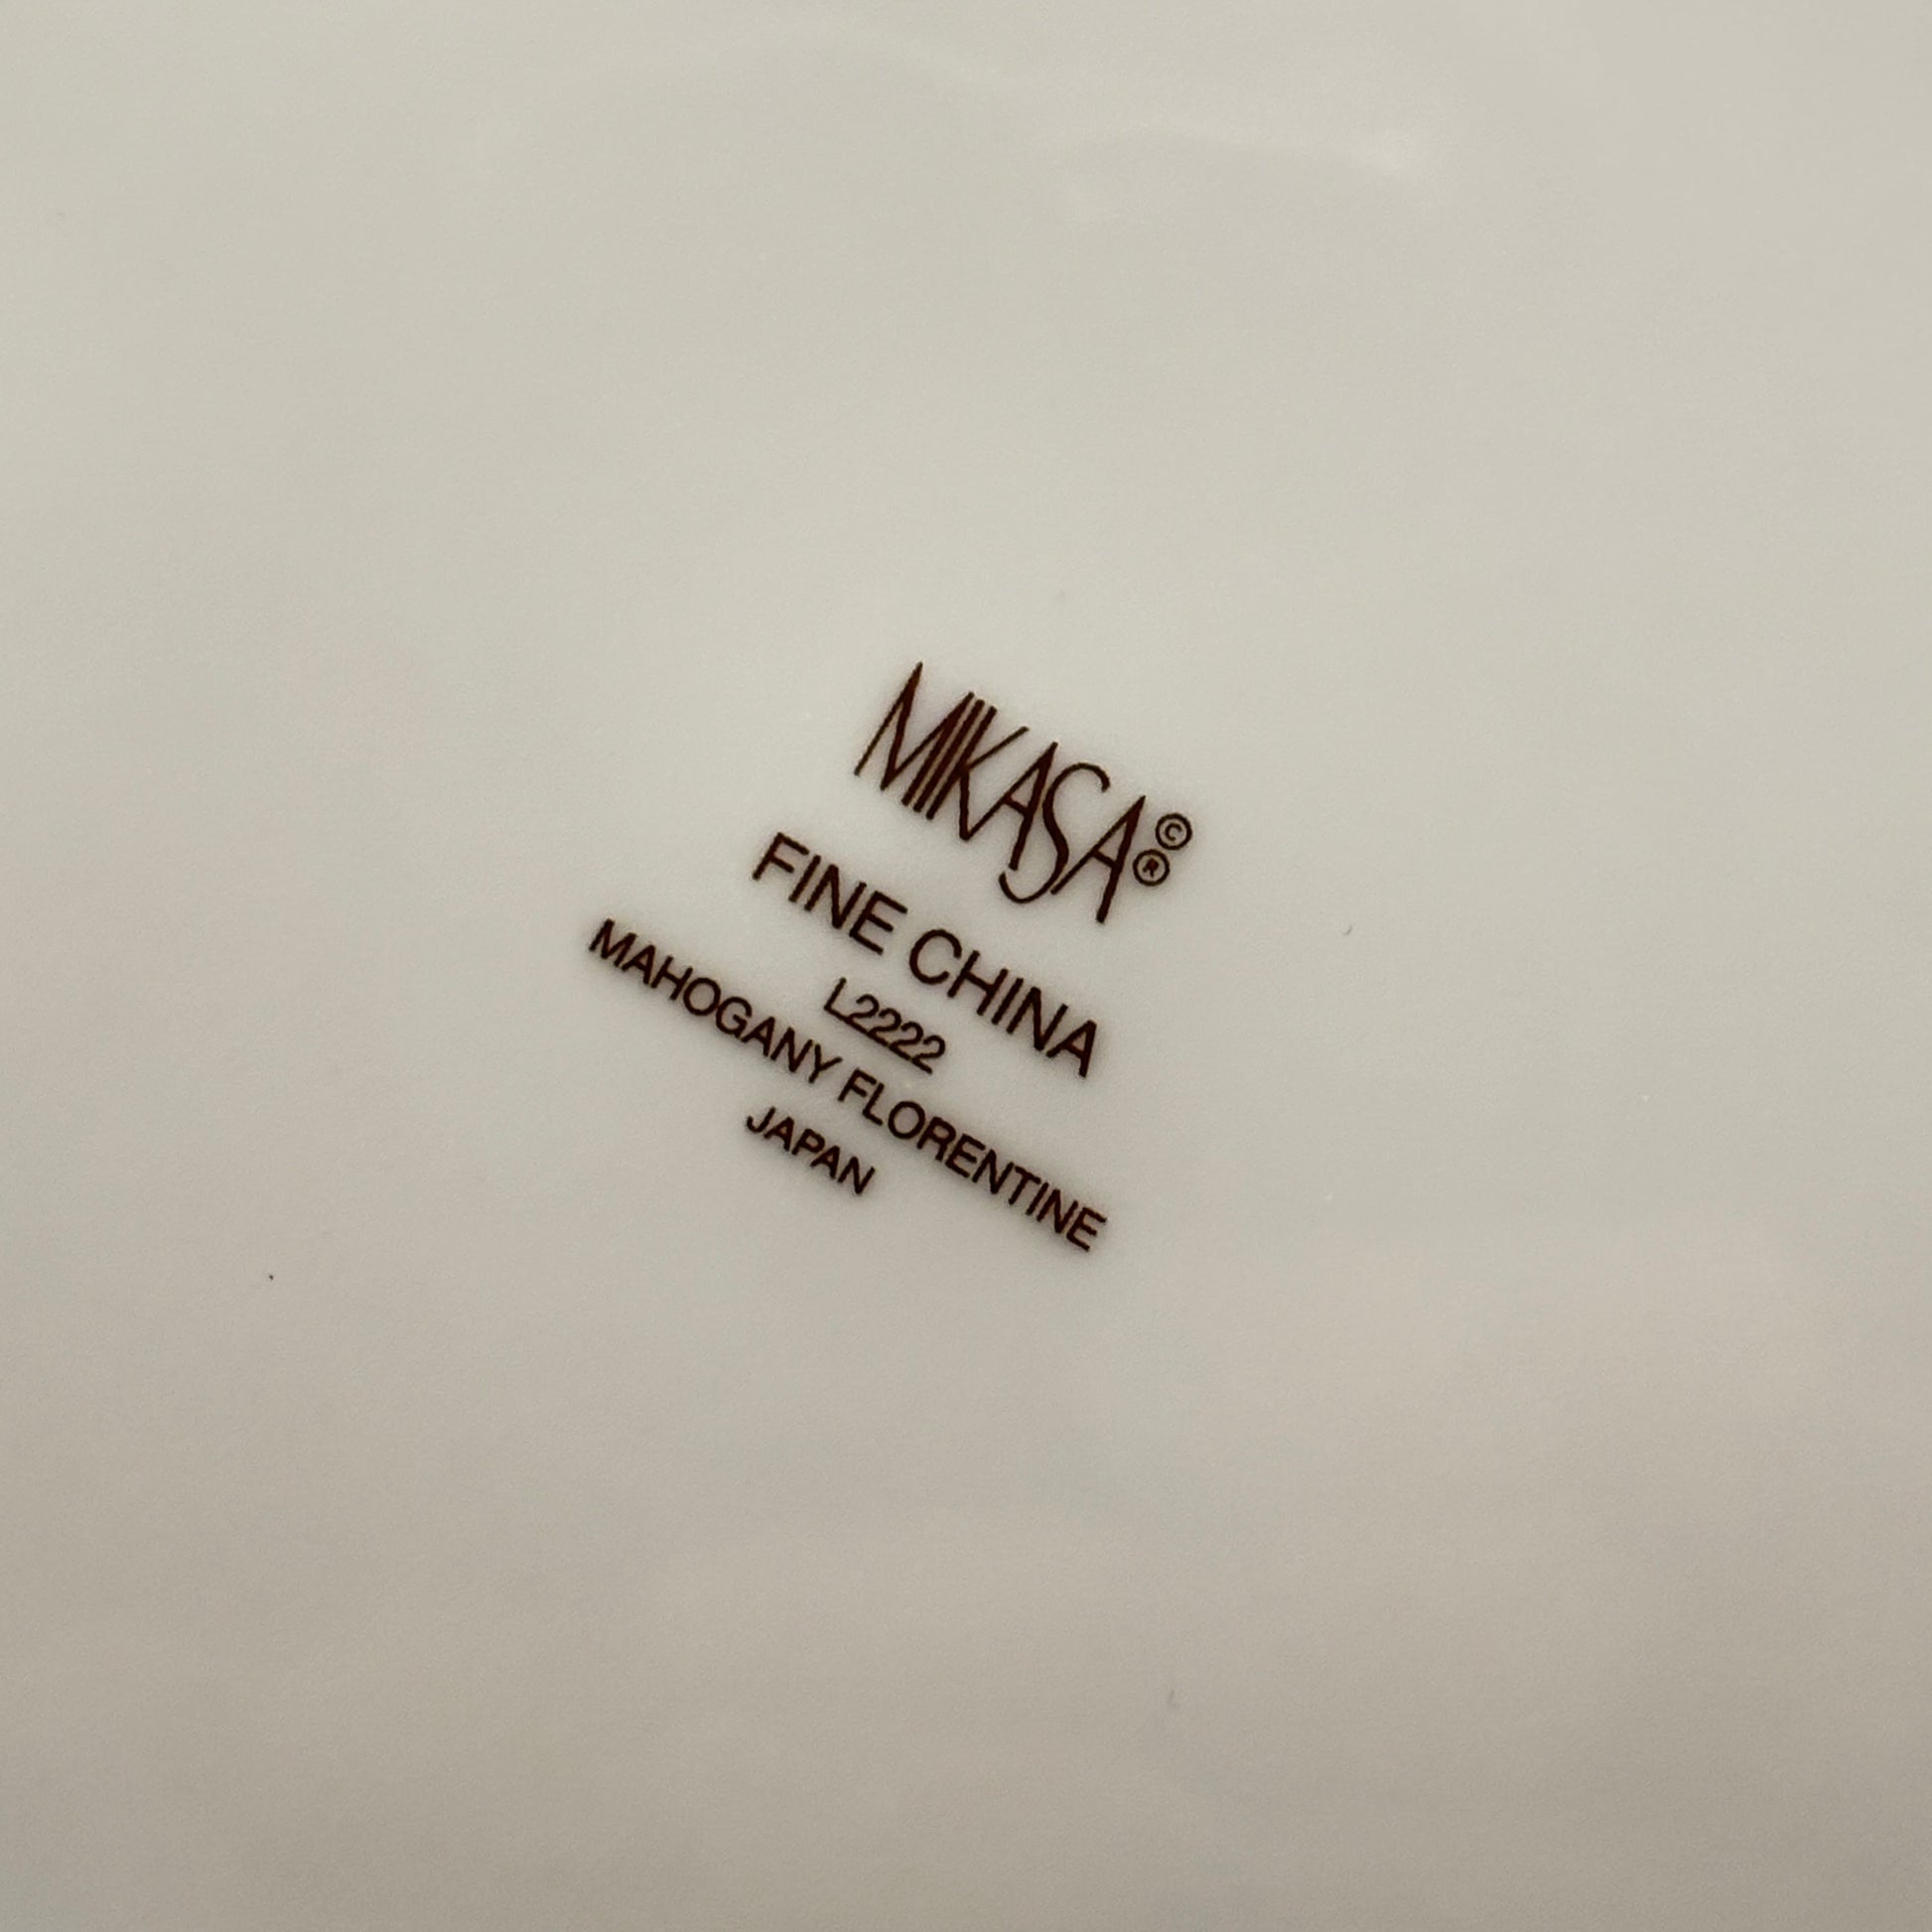 MIKASA©®
FINE CHINA
L2222
MAHOGANY FLORENTINE
JAPAN